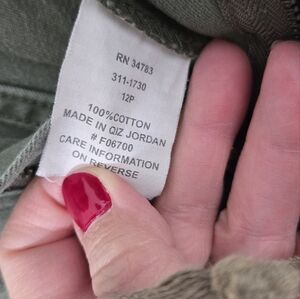 RN 34783
311-1730
12P
100%COTTON
MADE IN QIZ JORDAN
# F06700
CARE INFORMATION
ON REVERSE